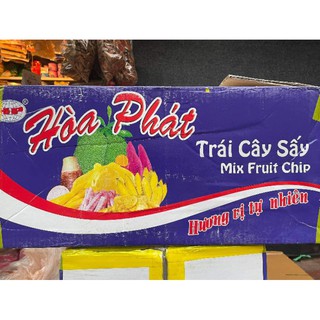 Hòa Phát
Trái Cây Sấy
Mix Fruit Chip
Hương vị tự nhiên